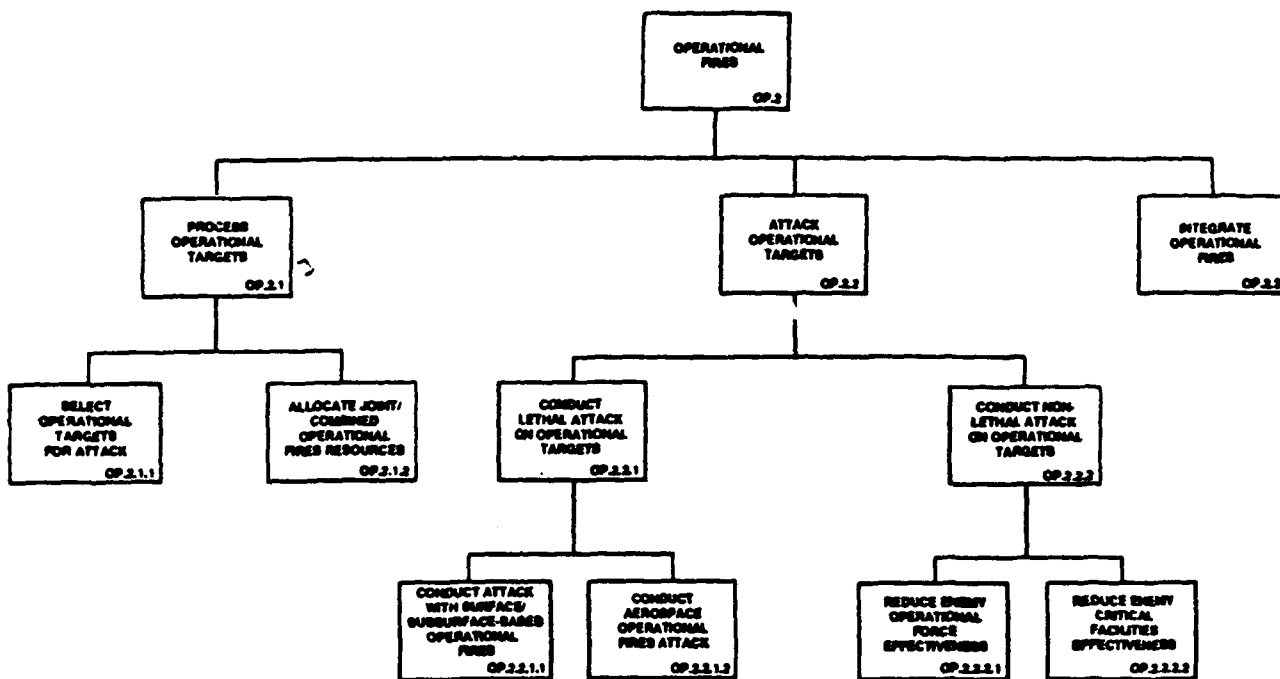 OPERATIONAL
FIRES
OP.2
PROCESS
OPERATIONAL
TARGETS
OP.2.1
ATTACK
OPERATIONAL
TARGETS
OP.2.2
INTEGRATE
OPERATIONAL
FIRES
OP.2.3
SELECT
OPERATIONAL
TARGETS
FOR ATTACK
OP.2.1.1
ALLOCATE JOINT/
COMBINED
OPERATIONAL
FIRES RESOURCES
OP.2.1.2
CONDUCT
LETHAL ATTACK
ON OPERATIONAL
TARGETS
OP.2.2.1
CONDUCT NON-
LETHAL ATTACK
ON OPERATIONAL
TARGETS
OP.2.2.2
CONDUCT ATTACK
WITH SURFACE/
SUBSURFACE-BASED
OPERATIONAL
FIRES
OP.2.2.1.1
CONDUCT
AEROSPACE
OPERATIONAL
FIRES ATTACK
OP.2.2.1.2
REDUCE ENEMY
OPERATIONAL
FORCE
EFFECTIVENESS
OP.2.2.2.1
REDUCE ENEMY
CRITICAL
FACILITIES
EFFECTIVENESS
OP.2.2.2.2